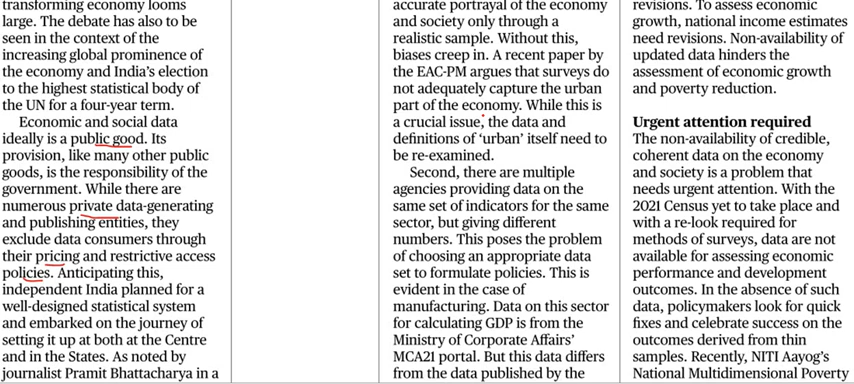 transforming economy looms
large. The debate has also to be
seen in the context of the
increasing global prominence of
the economy and India's election
to the highest statistical body of
the UN for a four-year term.
Economic and social data
ideally is a public good. Its
provision, like many other public
goods, is the responsibility of the
government. While there are
numerous private data-generating
and publishing entities, they
exclude data consumers through
their pricing and restrictive access
policies. Anticipating this,
independent India planned for a
well-designed statistical system
and embarked on the journey of
setting it up at both at the Centre
and in the States. As noted by
journalist Pramit Bhattacharya in a
accurate portrayal of the economy
and society only through a
realistic sample. Without this,
biases creep in. A recent paper by
the EAC-PM argues that surveys do
not adequately capture the urban
part of the economy. While this is
a crucial issue, the data and
definitions of 'urban' itself need to
be re-examined.
Second, there are multiple
agencies providing data on the
same set of indicators for the same
sector, but giving different
numbers. This poses the problem
of choosing an appropriate data
set to formulate policies. This is
evident in the case of
manufacturing. Data on this sector
for calculating GDP is from the
Ministry of Corporate Affairs'
MCA21 portal. But this data differs
from the data published by the
revisions. To assess economic
growth, national income estimates
need revisions. Non-availability of
updated data hinders the
assessment of economic growth
and poverty reduction.
Urgent attention required
The non-availability of credible,
coherent data on the economy
and society is a problem that
needs urgent attention. With the
2021 Census yet to take place and
with a re-look required for
methods of surveys, data are not
available for assessing economic
performance and development
outcomes. In the absence of such
data, policymakers look for quick
fixes and celebrate success on the
outcomes derived from thin
samples. Recently, NITI Aayog's
National Multidimensional Poverty